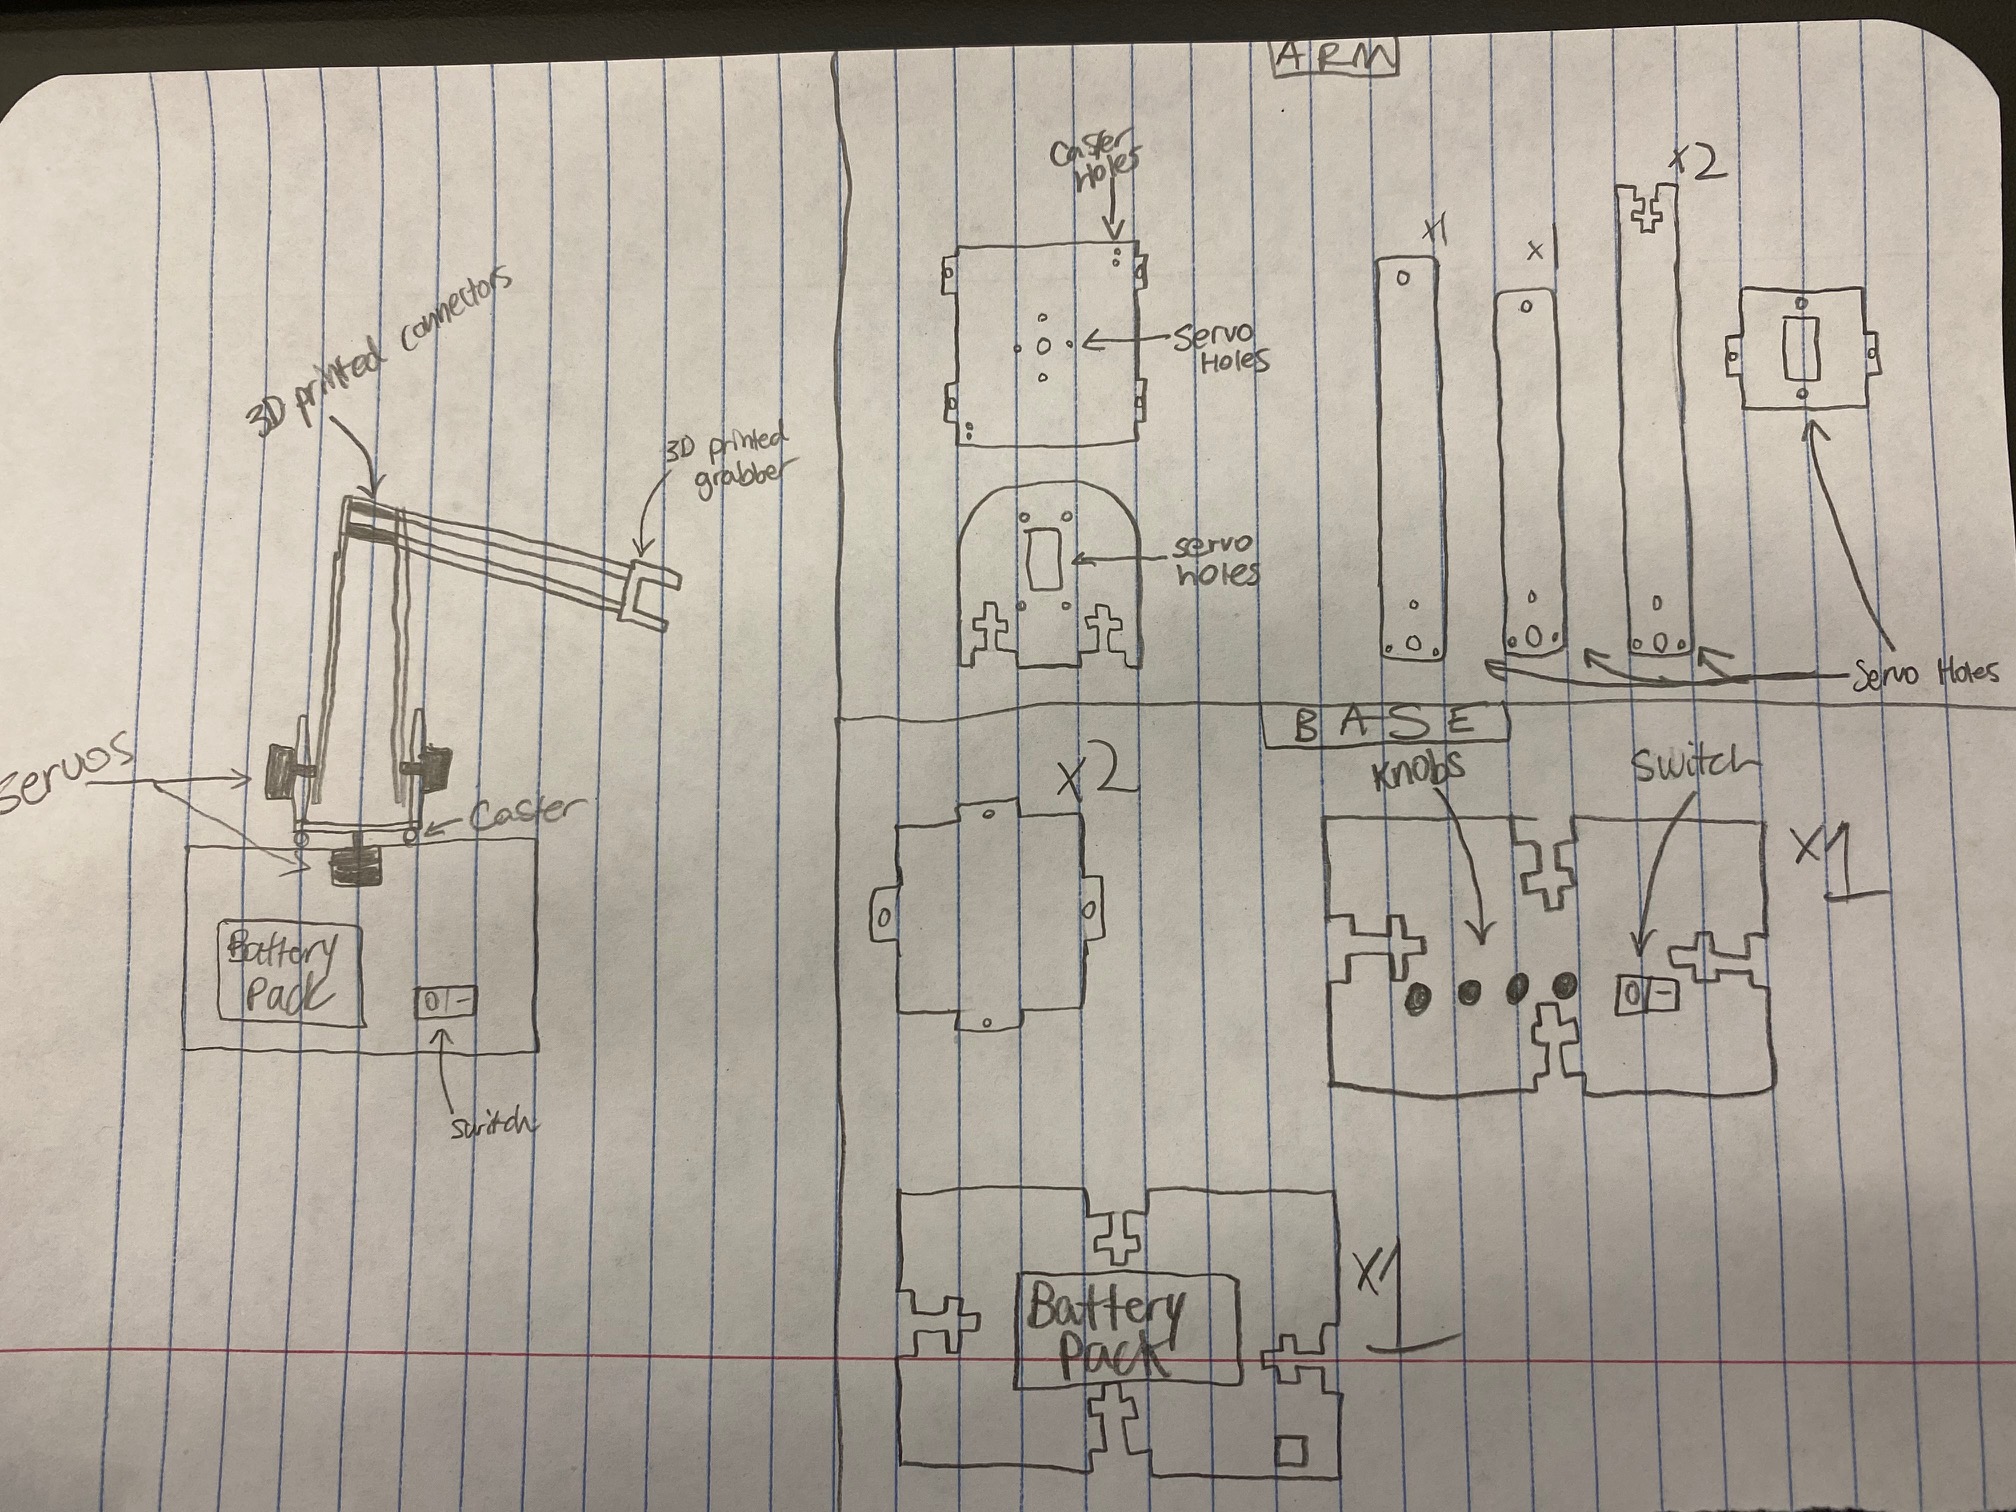 Servos
3D printed connectors
3D printed
grabber
Battery
Pack
0 -
Switch
Caster
ARM
Caster
Holes
Servo
Holes
servo
holes
x1
x1
x2
Servo Holes
BASE
x2
Knobs
Switch
0 -
x1
Battery
Pack
x1